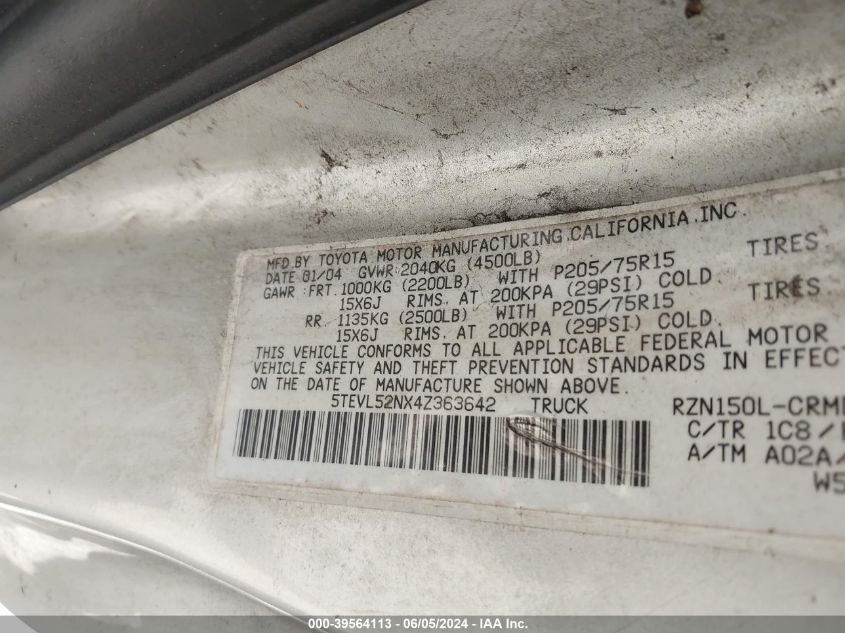 MFD.BY TOYOTA MOTOR MANUFACTURING,CALIFORNIA,INC.
DATE 01/04 GVWR:2040KG (4500LB)
GAWR:FRT.1000KG (2200LB) WITH P205/75R15 TIRES
15X6J RIMS. AT 200KPA (29PSI) COLD.
RR. 1135KG (2500LB) WITH P205/75R15 TIRES
15X6J RIMS. AT 200KPA (29PSI) COLD.
THIS VEHICLE CONFORMS TO ALL APPLICABLE FEDERAL MOTOR
VEHICLE SAFETY AND THEFT PREVENTION STANDARDS IN EFFECT
ON THE DATE OF MANUFACTURE SHOWN ABOVE.
5TEVL52NX4Z363642 TRUCK RZN150L-CRM
C/TR 1C8/
A/TM A02A/
W5
000-39564113 - 06/05/2024 - IAA Inc.